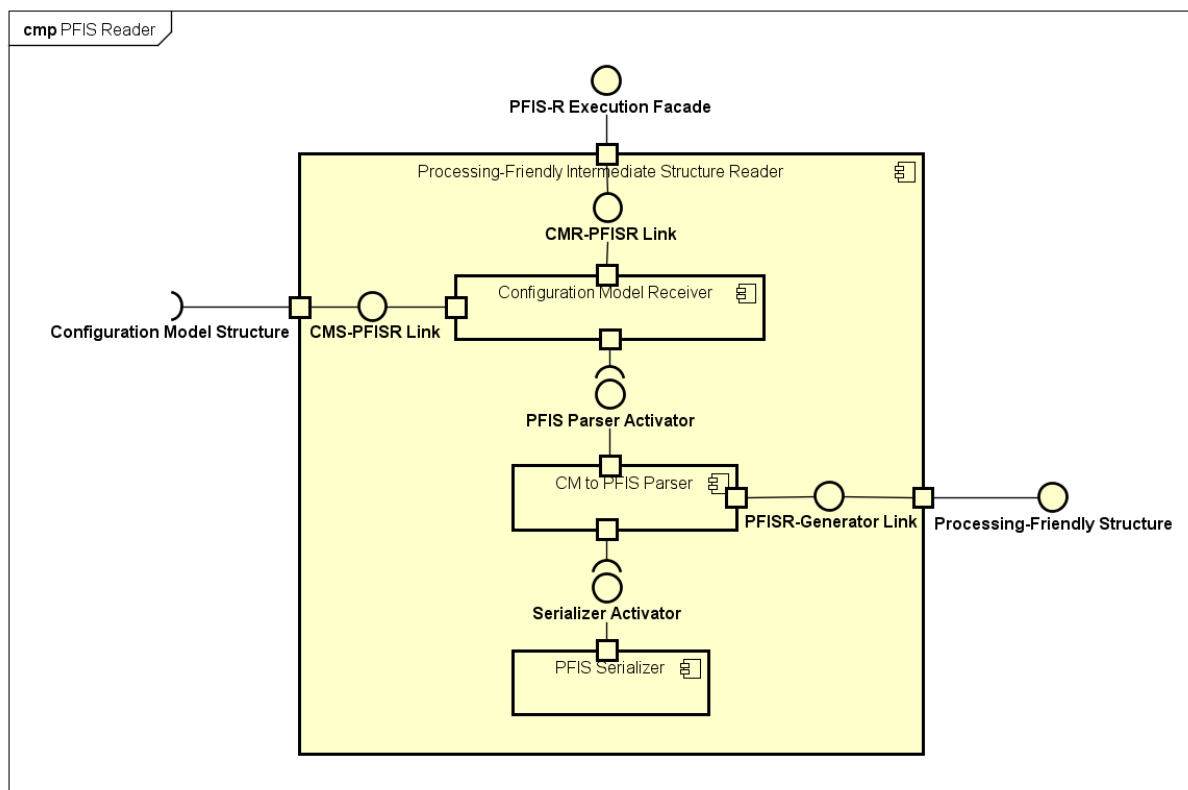 cmp PFIS Reader
PFIS-R Execution Facade
Processing-Friendly Intermediate Structure Reader
CMR-PFISR Link
Configuration Model Receiver
Configuration Model Structure
CMS-PFISR Link
PFIS Parser Activator
CM to PFIS Parser
PFISR-Generator Link
Processing-Friendly Structure
Serializer Activator
PFIS Serializer